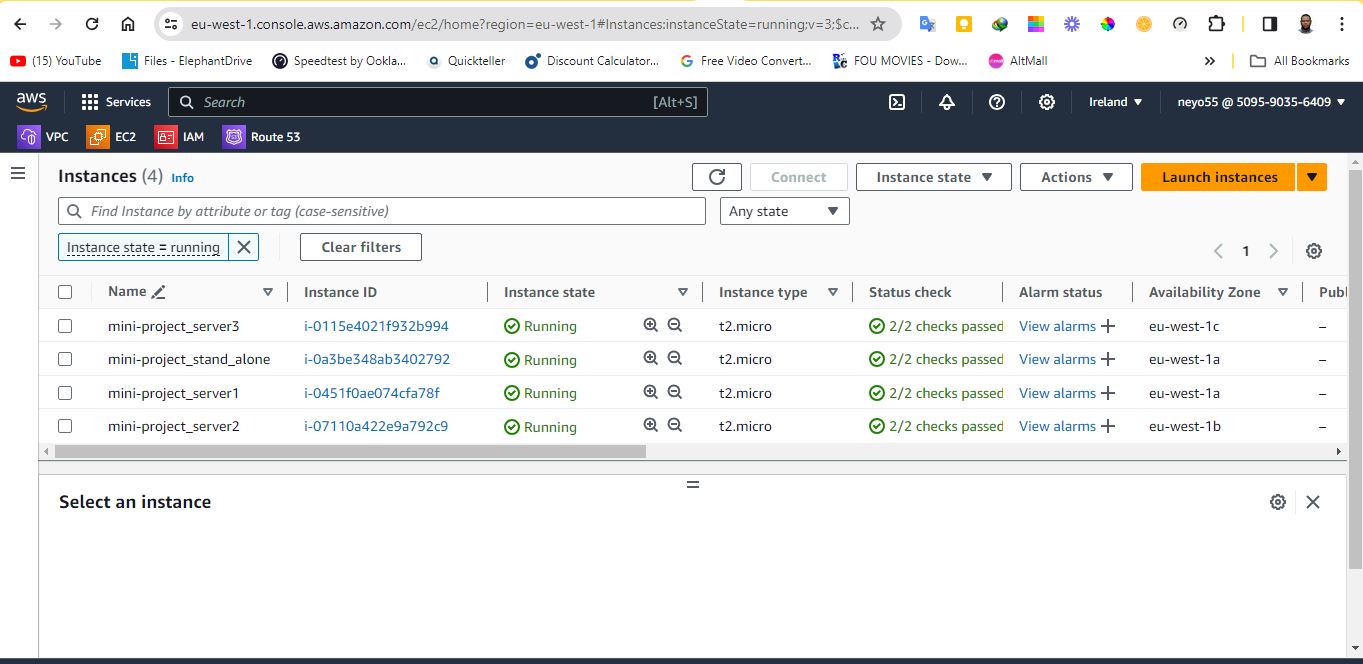 eu-west-1.console.aws.amazon.com/ec2/home?region=eu-west-1#Instances:instanceState=running;v=3;$c...
(15) YouTube Files - ElephantDrive Speedtest by Ookla... Quickteller Discount Calculator... Free Video Convert... FOU MOVIES - Dow... AltMall » All Bookmarks
aws Services Search [Alt+S] Ireland neyo55 @ 5095-9035-6409
VPC EC2 IAM Route 53
Instances (4) Info Connect Instance state Actions Launch instances
Find Instance by attribute or tag (case-sensitive) Any state
Instance state = running Clear filters
1
Name Instance ID Instance state Instance type Status check Alarm status Availability Zone Publ
mini-project_server3 i-0115e4021f932b994 Running t2.micro 2/2 checks passed View alarms + eu-west-1c –
mini-project_stand_alone i-0a3be348ab3402792 Running t2.micro 2/2 checks passed View alarms + eu-west-1a –
mini-project_server1 i-0451f0ae074cfa78f Running t2.micro 2/2 checks passed View alarms + eu-west-1a –
mini-project_server2 i-07110a422e9a792c9 Running t2.micro 2/2 checks passed View alarms + eu-west-1b –
Select an instance